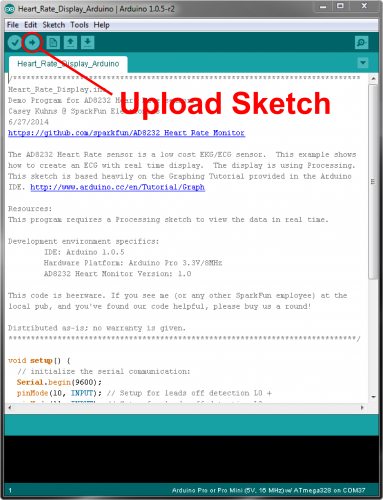 Heart_Rate_Display_Arduino | Arduino 1.0.5-r2
File Edit Sketch Tools Help
Heart_Rate_Display_Arduino
Upload Sketch
/******************************************************************************
Heart_Rate_Display.in
Demo Program for AD8232 Hea
Casey Kuhns @ SparkFun Ele
6/27/2014
https://github.com/sparkfun/AD8232_Heart_Rate_Monitor
The AD8232 Heart Rate sensor is a low cost EKG/ECG sensor. This example shows
how to create an ECG with real time display. The display is using Processing.
This sketch is based heavily on the Graphing Tutorial provided in the Arduino
IDE. http://www.arduino.cc/en/Tutorial/Graph
Resources:
This program requires a Processing sketch to view the data in real time.
Development environment specifics:
IDE: Arduino 1.0.5
Hardware Platform: Arduino Pro 3.3V/8MHz
AD8232 Heart Monitor Version: 1.0
This code is beerware. If you see me (or any other SparkFun employee) at the
local pub, and you've found our code helpful, please buy us a round!
Distributed as-is; no warranty is given.
******************************************************************************/
void setup() {
// initialize the serial communication:
Serial.begin(9600);
pinMode(10, INPUT); // Setup for leads off detection LO +
1
Arduino Pro or Pro Mini (5V, 16 MHz) w/ ATmega328 on COM37